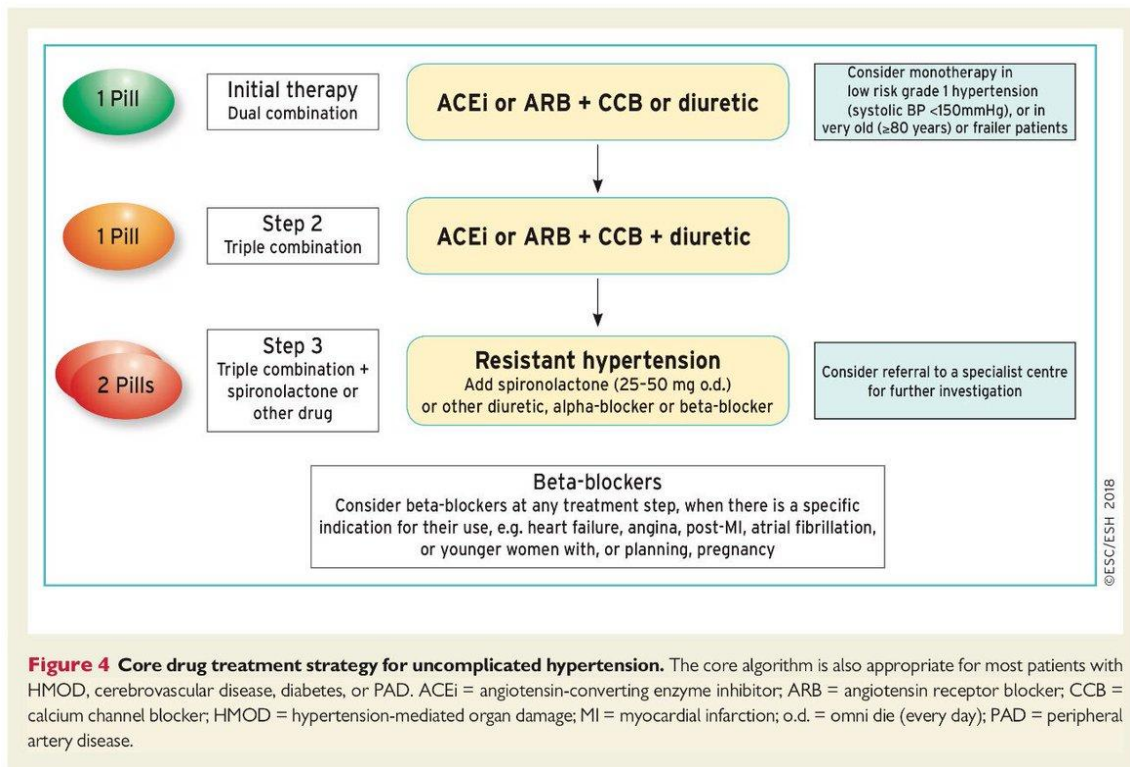 1 Pill
Initial therapy
Dual combination
ACEi or ARB + CCB or diuretic
Consider monotherapy in
low risk grade 1 hypertension
(systolic BP <150mmHg), or in
very old (≥80 years) or frailer patients
1 Pill
Step 2
Triple combination
ACEi or ARB + CCB + diuretic
2 Pills
Step 3
Triple combination +
spironolactone or
other drug
Resistant hypertension
Add spironolactone (25-50 mg o.d.)
or other diuretic, alpha-blocker or beta-blocker
Consider referral to a specialist centre
for further investigation
Beta-blockers
Consider beta-blockers at any treatment step, when there is a specific
indication for their use, e.g. heart failure, angina, post-MI, atrial fibrillation,
or younger women with, or planning, pregnancy
©ESC/ESH 2018
Figure 4 Core drug treatment strategy for uncomplicated hypertension. The core algorithm is also appropriate for most patients with
HMOD, cerebrovascular disease, diabetes, or PAD. ACEi = angiotensin-converting enzyme inhibitor; ARB = angiotensin receptor blocker; CCB =
calcium channel blocker; HMOD = hypertension-mediated organ damage; MI = myocardial infarction; o.d. = omni die (every day); PAD = peripheral
artery disease.